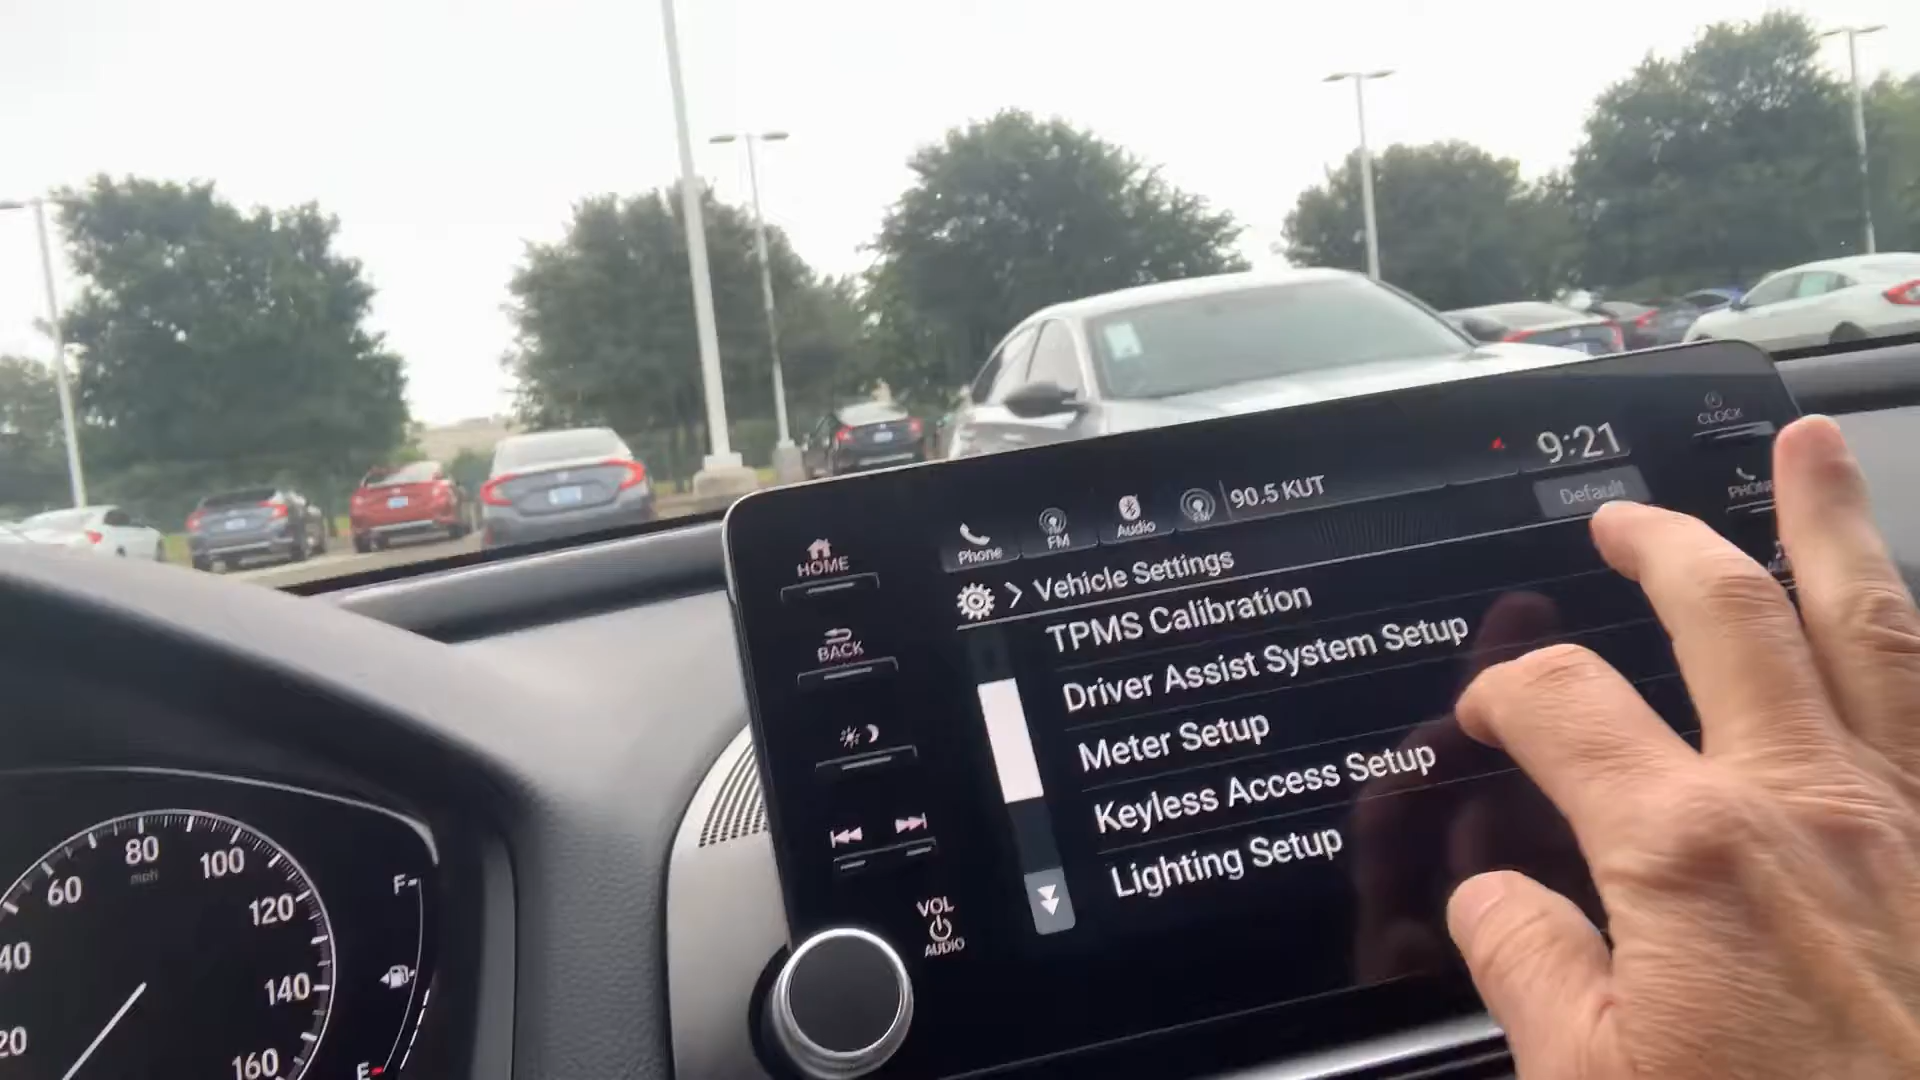 9:21
CLOCK
Phone
FM
Audio
FM
90.5 KUT
Default
PHONE
HOME
Vehicle Settings
TPMS Calibration
BACK
Driver Assist System Setup
Meter Setup
Keyless Access Setup
Lighting Setup
VOL
AUDIO
20
40
60
80
mph
100
120
140
160
F
E